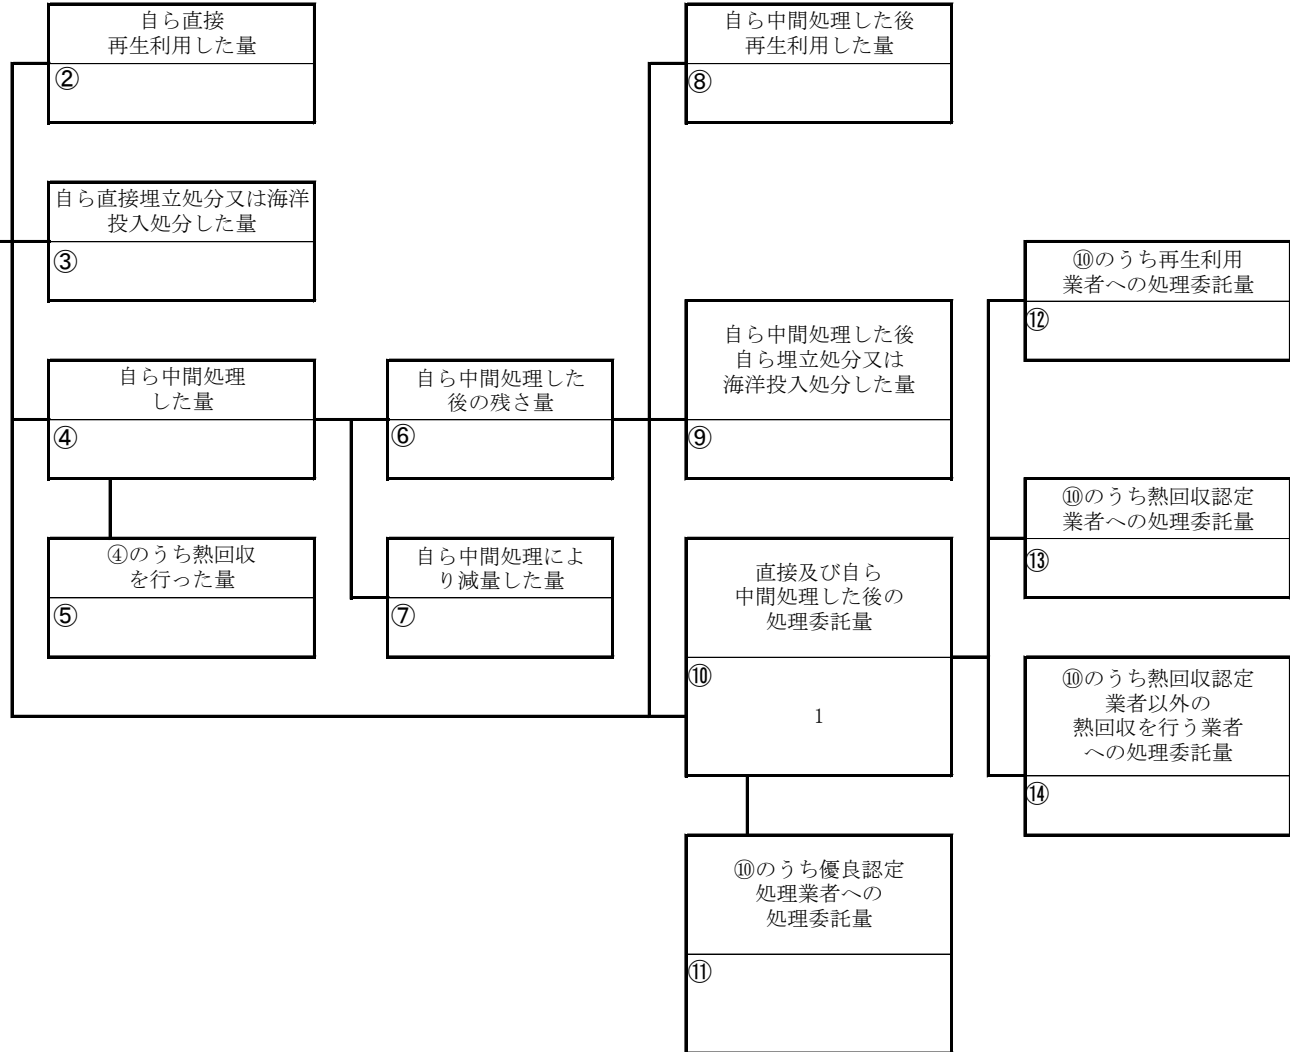 自ら直接
再生利用した量
②
自ら直接埋立処分又は海洋
投入処分した量
③
自ら中間処理
した量
④
④のうち熱回収
を行った量
⑤
自ら中間処理した
後の残さ量
⑥
自ら中間処理によ
り減量した量
⑦
自ら中間処理した後
再生利用した量
⑧
自ら中間処理した後
自ら埋立処分又は
海洋投入処分した量
⑨
直接及び自ら
中間処理した後の
処理委託量
⑩
1
⑩のうち優良認定
処理業者への
処理委託量
⑪
⑩のうち再生利用
業者への処理委託量
⑫
⑩のうち熱回収認定
業者への処理委託量
⑬
⑩のうち熱回収認定
業者以外の
熱回収を行う業者
への処理委託量
⑭